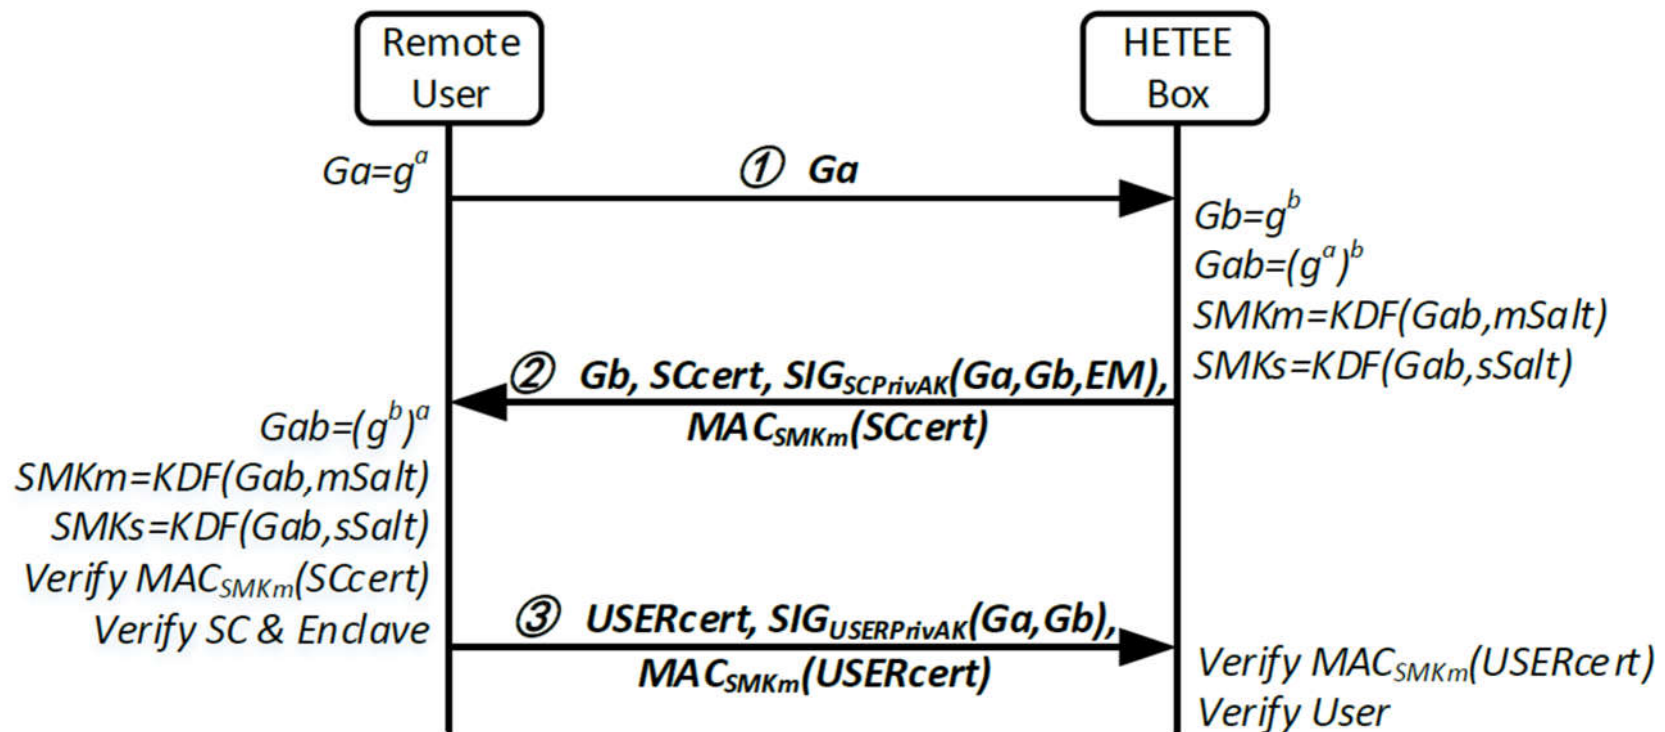 Remote
User
HETEE
Box
Ga=g^a
① Ga
Gb=g^b
Gab=(g^a)^b
SMKm=KDF(Gab,mSalt)
SMKs=KDF(Gab,sSalt)
② Gb, SCcert, SIG_SCPrivAK(Ga,Gb,EM),
MAC_SMKm(SCcert)
Gab=(g^b)^a
SMKm=KDF(Gab,mSalt)
SMKs=KDF(Gab,sSalt)
Verify MAC_SMKm(SCcert)
Verify SC & Enclave
③ USERcert, SIG_USERPrivAK(Ga,Gb),
MAC_SMKm(USERcert)
Verify MAC_SMKm(USERcert)
Verify User